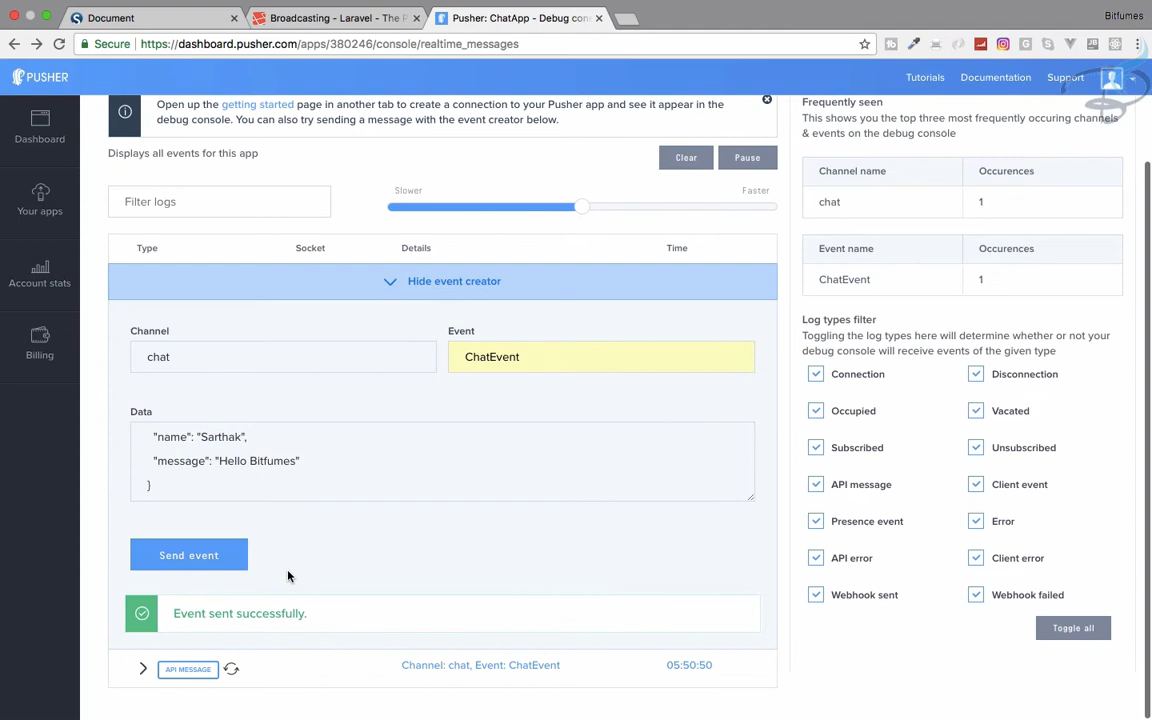 Document
Broadcasting - Laravel - The P
Pusher: ChatApp - Debug cons
Bitfumes
Secure
https://dashboard.pusher.com/apps/380246/console/realtime_messages
PUSHER
Tutorials
Documentation
Support
Dashboard
Your apps
Account stats
Billing
Open up the getting started page in another tab to create a connection to your Pusher app and see it appear in the
debug console. You can also try sending a message with the event creator below.
Displays all events for this app
Clear
Pause
Filter logs
Slower
Faster
Type
Socket
Details
Time
Hide event creator
Channel
Event
chat
ChatEvent
Data
"name": "Sarthak",
"message": "Hello Bitfumes"
}
Send event
Event sent successfully.
API MESSAGE
Channel: chat, Event: ChatEvent
05:50:50
Frequently seen
This shows you the top three most frequently occuring channels
& events on the debug console
Channel name
Occurences
chat
1
Event name
Occurences
ChatEvent
1
Log types filter
Toggling the log types here will determine whether or not your
debug console will receive events of the given type
Connection
Disconnection
Occupied
Vacated
Subscribed
Unsubscribed
API message
Client event
Presence event
Error
API error
Client error
Webhook sent
Webhook failed
Toggle all